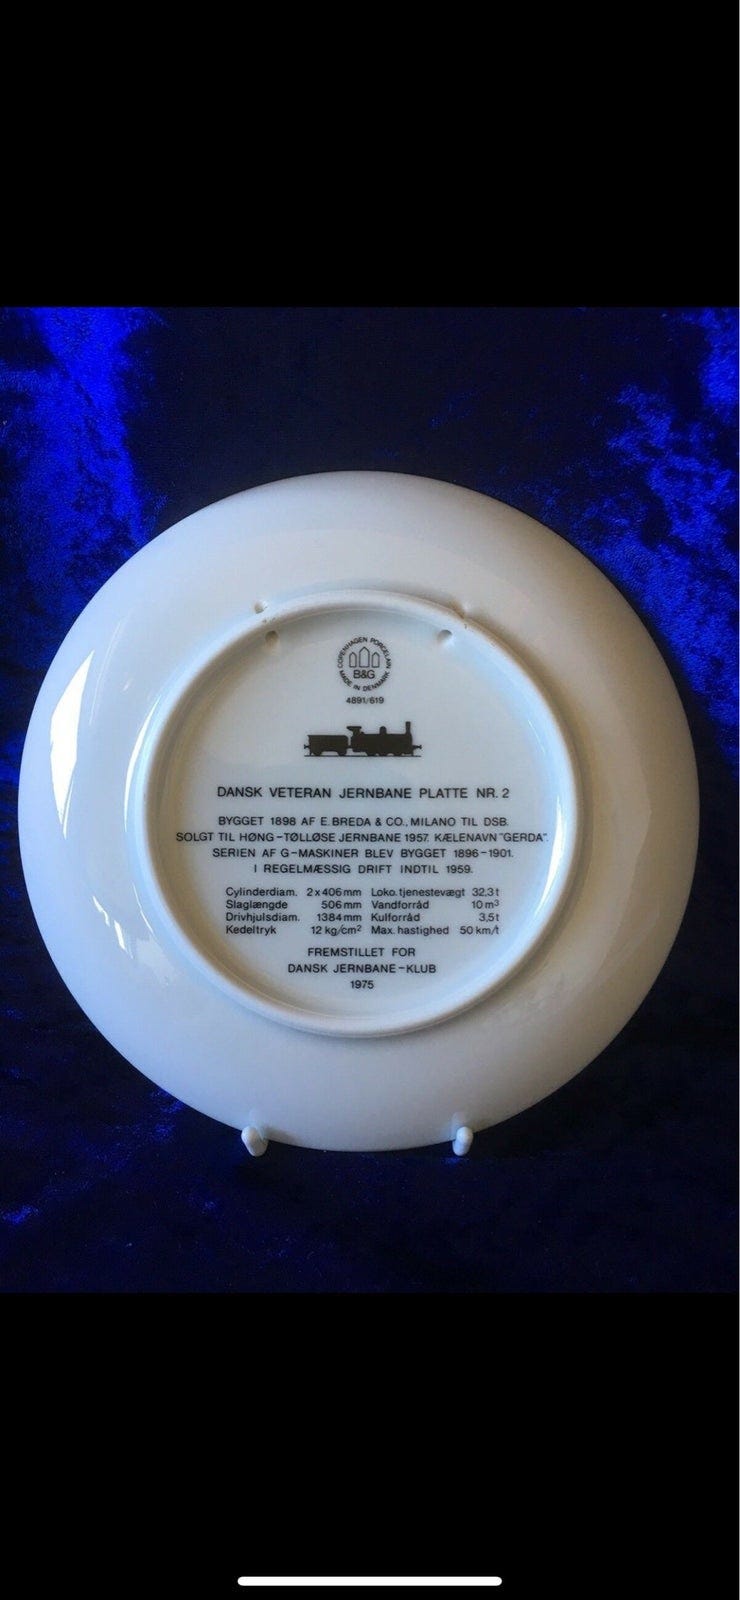 COPENHAGEN PORCELAIN
B&G
MADE IN DENMARK
4891/619
DANSK VETERAN JERNBANE PLATTE NR. 2
BYGGET 1898 AF E. BREDA & CO., MILANO TIL DSB.
SOLGT TIL HØNG-TØLLØSE JERNBANE 1957. KÆLENAVN "GERDA".
SERIEN AF G-MASKINER BLEV BYGGET 1896-1901.
I REGELMÆSSIG DRIFT INDTIL 1959.
Cylinderdiam. 2 x 406 mm Loko. tjenestevægt 32,3 t
Slaglængde 506 mm Vandforråd 10 m³
Drivhjulsdiam. 1384 mm Kulforråd 3,5 t
Kedeltryk 12 kg/cm² Max. hastighed 50 km/t
FREMSTILLET FOR
DANSK JERNBANE-KLUB
1975